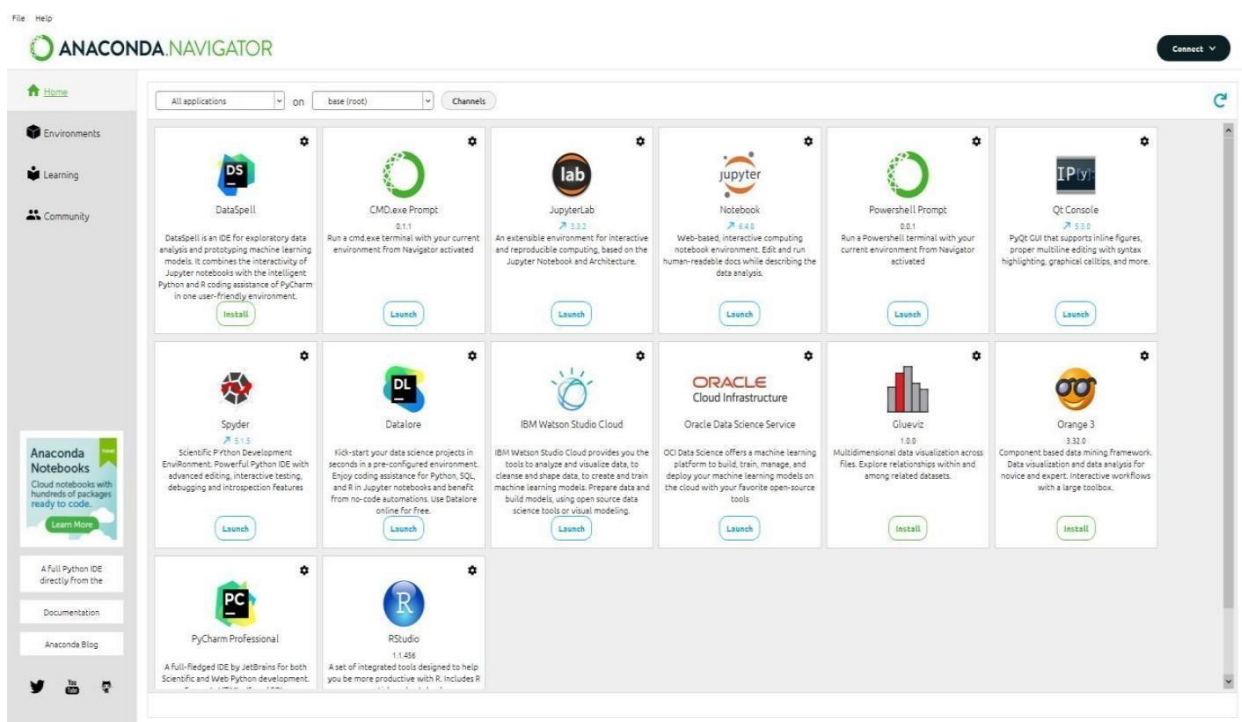 File Help
ANACONDA.NAVIGATOR
Connect
Home
Environments
Learning
Community
All applications on base (root) Channels
DS
DataSpell
DataSpell is an IDE for exploratory data
analysis and prototyping machine learning
models. It combines the interactivity of
Jupyter notebooks with the intelligent
Python and R coding assistance of PyCharm
in one user-friendly environment.
Install
CMD.exe Prompt
0.1.1
Run a cmd.exe terminal with your current
environment from Navigator activated
Launch
lab
JupyterLab
3.3.2
An extensible environment for interactive
and reproducible computing, based on the
Jupyter Notebook and Architecture.
Launch
jupyter
Notebook
6.4.8
Web-based, interactive computing
notebook environment. Edit and run
human-readable docs while describing the
data analysis.
Launch
Powershell Prompt
0.0.1
Run a Powershell terminal with your
current environment from Navigator
activated
Launch
IP[y]:
Qt Console
5.3.0
PyQt GUI that supports inline figures,
proper multiline editing with syntax
highlighting, graphical calltips, and more.
Launch
Spyder
5.1.5
Scientific PYthon Development
EnviRonment. Powerful Python IDE with
advanced editing, interactive testing,
debugging and introspection features
Launch
DL
Datalore
Kick-start your data science projects in
seconds in a pre-configured environment.
Enjoy coding assistance for Python, SQL,
and R in Jupyter notebooks and benefit
from no-code automations. Use Datalore
online for free.
Launch
IBM Watson Studio Cloud
IBM Watson Studio Cloud provides you the
tools to analyze and visualize data, to
cleanse and shape data, to create and train
machine learning models. Prepare data and
build models, using open source data
science tools or visual modeling.
Launch
ORACLE
Cloud Infrastructure
Oracle Data Science Service
OCI Data Science offers a machine learning
platform to build, train, manage, and
deploy your machine learning models on
the cloud with your favorite open-source
tools
Launch
Glueviz
1.0.0
Multidimensional data visualization across
files. Explore relationships within and
among related datasets.
Install
Orange 3
3.32.0
Component based data mining framework.
Data visualization and data analysis for
novice and expert. Interactive workflows
with a large toolbox.
Install
PC
PyCharm Professional
A full-fledged IDE by JetBrains for both
Scientific and Web Python development.
R
RStudio
1.1.456
A set of integrated tools designed to help
you be more productive with R. Includes R
Anaconda
Notebooks
Cloud notebooks with
hundreds of packages
ready to code.
Learn More
A full Python IDE
directly from the
Documentation
Anaconda Blog
You
Tube